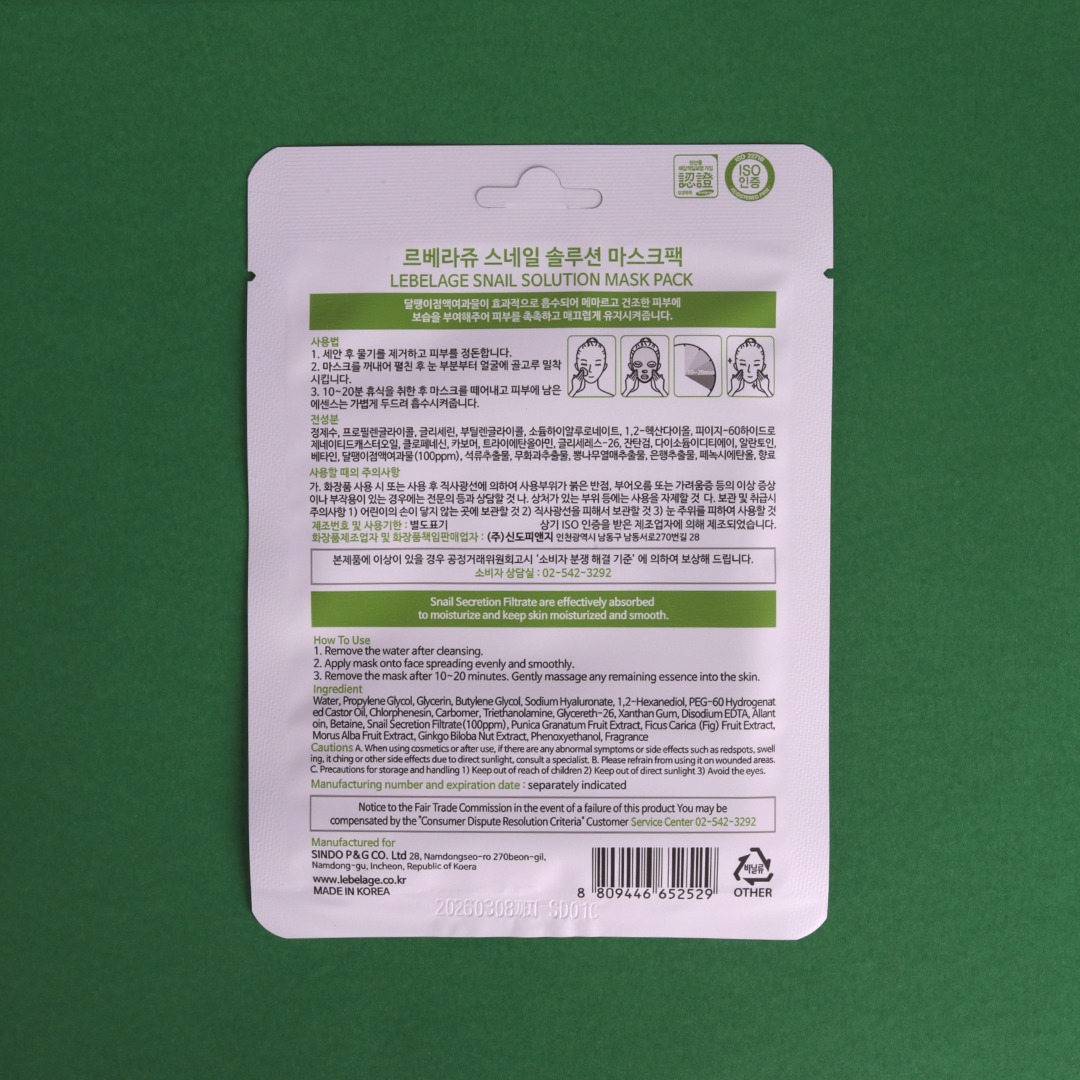 認證
ISO 22716
ISO
인증
르베라쥬 스네일 솔루션 마스크팩
LEBELAGE SNAIL SOLUTION MASK PACK
달팽이점액여과물이 효과적으로 흡수되어 메마르고 건조한 피부에
보습을 부여해주어 피부를 촉촉하고 매끄럽게 유지시켜줍니다.
사용법
1. 세안 후 물기를 제거하고 피부를 정돈합니다.
2. 마스크를 꺼내어 펼친 후 눈 부분부터 얼굴에 골고루 밀착
시킵니다.
3. 10~20분 휴식을 취한 후 마스크를 떼어내고 피부에 남은
에센스는 가볍게 두드려 흡수시켜줍니다.
10~20min
전성분
정제수, 프로필렌글라이콜, 글리세린, 부틸렌글라이콜, 소듐하이알루로네이트, 1,2-헥산다이올, 피이지-60하이드로
제네이티드캐스터오일, 클로페네신, 카보머, 트라이에탄올아민, 글리세레스-26, 잔탄검, 다이소듐이디티에이, 알란토인,
베타인, 달팽이점액여과물(100ppm), 석류추출물, 무화과추출물, 뽕나무열매추출물, 은행추출물, 페녹시에탄올, 향료
사용할 때의 주의사항
가. 화장품 사용 시 또는 사용 후 직사광선에 의하여 사용부위가 붉은 반점, 부어오름 또는 가려움증 등의 이상 증상
이나 부작용이 있는 경우에는 전문의 등과 상담할 것 나. 상처가 있는 부위 등에는 사용을 자제할 것 다. 보관 및 취급시
주의사항 1) 어린이의 손이 닿지 않는 곳에 보관할 것 2) 직사광선을 피해서 보관할 것 3) 눈 주위를 피하여 사용할 것
제조번호 및 사용기한 : 별도표기 상기 ISO 인증을 받은 제조업자에 의해 제조되었습니다.
화장품제조업자 및 화장품책임판매업자 : (주)신도피앤지 인천광역시 남동구 남동서로270번길 28
본제품에 이상이 있을 경우 공정거래위원회고시 '소비자 분쟁 해결 기준' 에 의하여 보상해 드립니다.
소비자 상담실 : 02-542-3292
Snail Secretion Filtrate are effectively absorbed
to moisturize and keep skin moisturized and smooth.
How To Use
1. Remove the water after cleansing.
2. Apply mask onto face spreading evenly and smoothly.
3. Remove the mask after 10~20 minutes. Gently massage any remaining essence into the skin.
Ingredient
Water, Propylene Glycol, Glycerin, Butylene Glycol, Sodium Hyaluronate, 1,2-Hexanediol, PEG-60 Hydrogenat
ed Castor Oil, Chlorphenesin, Carbomer, Triethanolamine, Glycereth-26, Xanthan Gum, Disodium EDTA, Allant
oin, Betaine, Snail Secretion Filtrate(100ppm), Punica Granatum Fruit Extract, Ficus Carica (Fig) Fruit Extract,
Morus Alba Fruit Extract, Ginkgo Biloba Nut Extract, Phenoxyethanol, Fragrance
Cautions A. When using cosmetics or after use, if there are any abnormal symptoms or side effects such as redspots, swell
ing, it ching or other side effects due to direct sunlight, consult a specialist. B. Please refrain from using it on wounded areas.
C. Precautions for storage and handling 1) Keep out of reach of children 2) Keep out of direct sunlight 3) Avoid the eyes.
Manufacturing number and expiration date : separately indicated
Notice to the Fair Trade Commission in the event of a failure of this product You may be
compensated by the "Consumer Dispute Resolution Criteria" Customer Service Center 02-542-3292
Manufactured for
SINDO P&G CO. Ltd 28, Namdongseo-ro 270beon-gil,
Namdong-gu, Incheon, Republic of Koera
www.lebelage.co.kr
MADE IN KOREA
8 809446 652529
비닐류
OTHER
20260308까지 SD01C